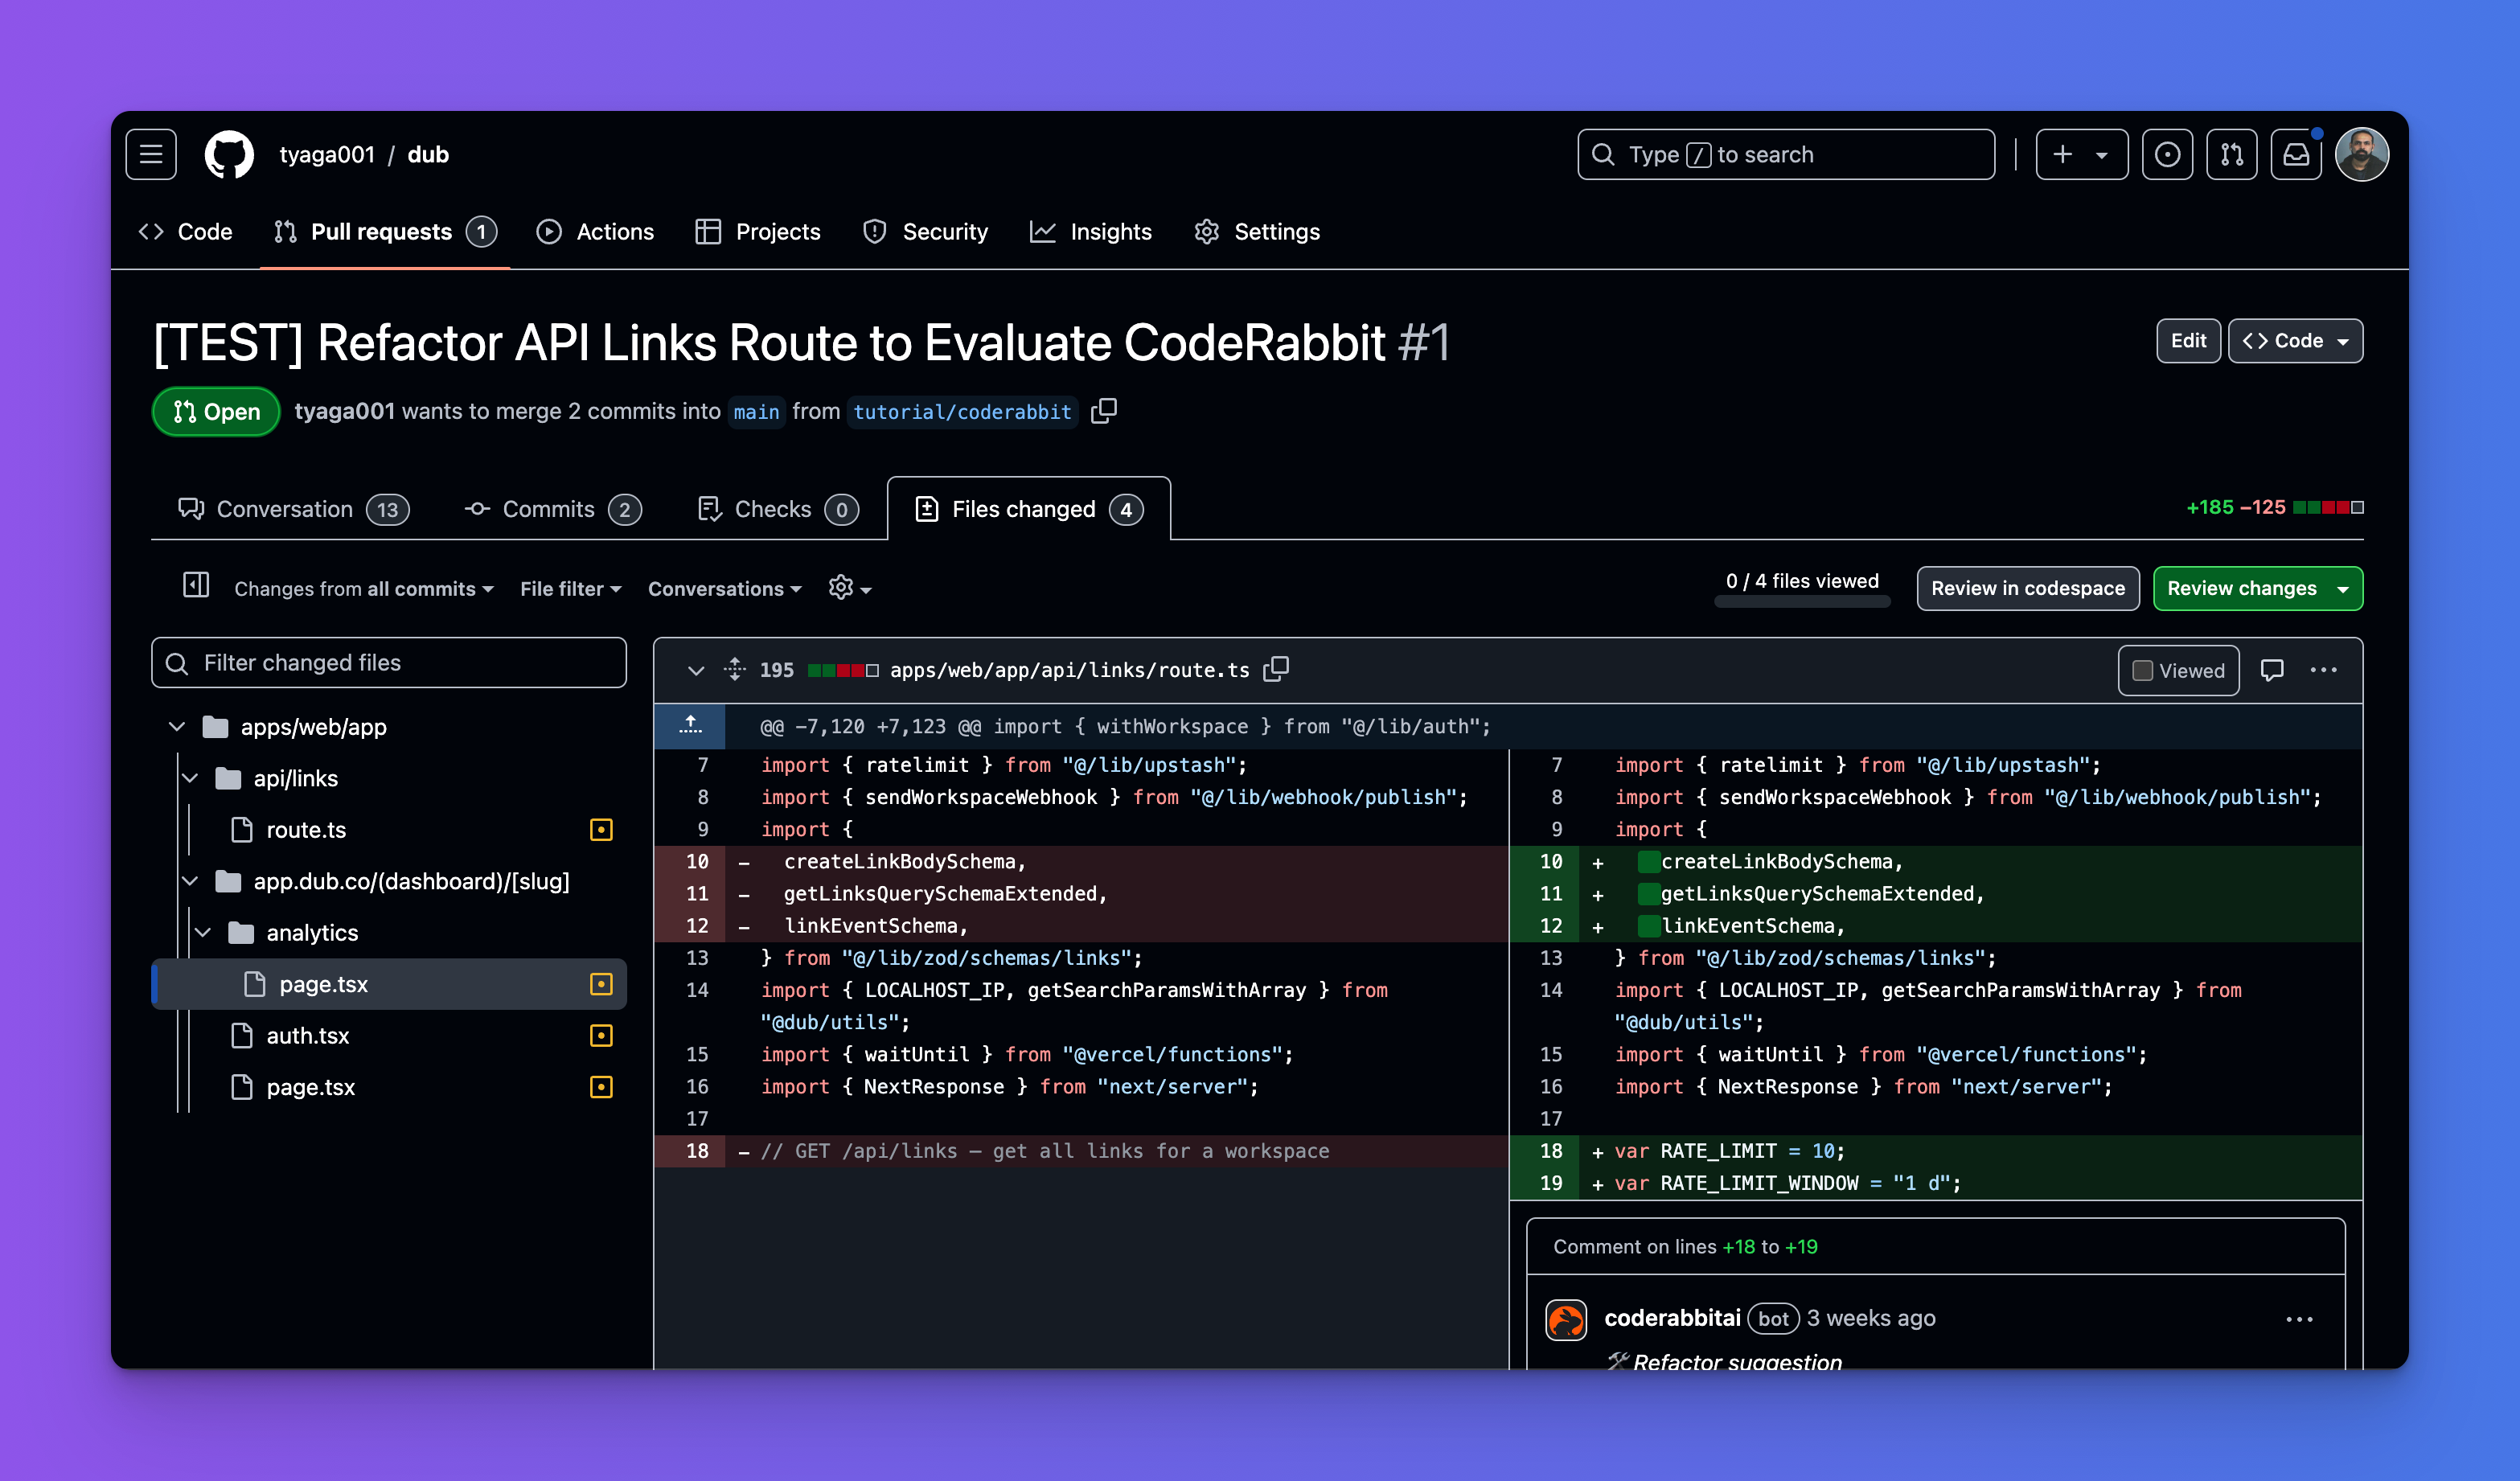 tyaga001 / dub
Type / to search
Code
Pull requests 1
Actions
Projects
Security
Insights
Settings
[TEST] Refactor API Links Route to Evaluate CodeRabbit #1
Edit
Code
Open
tyaga001 wants to merge 2 commits into main from tutorial/coderabbit
Conversation 13
Commits 2
Checks 0
Files changed 4
+185 −125
Changes from all commits
File filter
Conversations
0 / 4 files viewed
Review in codespace
Review changes
Filter changed files
apps/web/app
api/links
route.ts
app.dub.co/(dashboard)/[slug]
analytics
page.tsx
auth.tsx
page.tsx
195 apps/web/app/api/links/route.ts
Viewed
@@ -7,120 +7,123 @@ import { withWorkspace } from "@/lib/auth";
7 import { ratelimit } from "@/lib/upstash";
8 import { sendWorkspaceWebhook } from "@/lib/webhook/publish";
9 import {
10 - createLinkBodySchema,
11 - getLinksQuerySchemaExtended,
12 - linkEventSchema,
13 } from "@/lib/zod/schemas/links";
14 import { LOCALHOST_IP, getSearchParamsWithArray } from
"@dub/utils";
15 import { waitUntil } from "@vercel/functions";
16 import { NextResponse } from "next/server";
17
18 - // GET /api/links – get all links for a workspace
7 import { ratelimit } from "@/lib/upstash";
8 import { sendWorkspaceWebhook } from "@/lib/webhook/publish";
9 import {
10 + createLinkBodySchema,
11 + getLinksQuerySchemaExtended,
12 + linkEventSchema,
13 } from "@/lib/zod/schemas/links";
14 import { LOCALHOST_IP, getSearchParamsWithArray } from
"@dub/utils";
15 import { waitUntil } from "@vercel/functions";
16 import { NextResponse } from "next/server";
17
18 + var RATE_LIMIT = 10;
19 + var RATE_LIMIT_WINDOW = "1 d";
Comment on lines +18 to +19
coderabbitai bot 3 weeks ago
Refactor suggestion